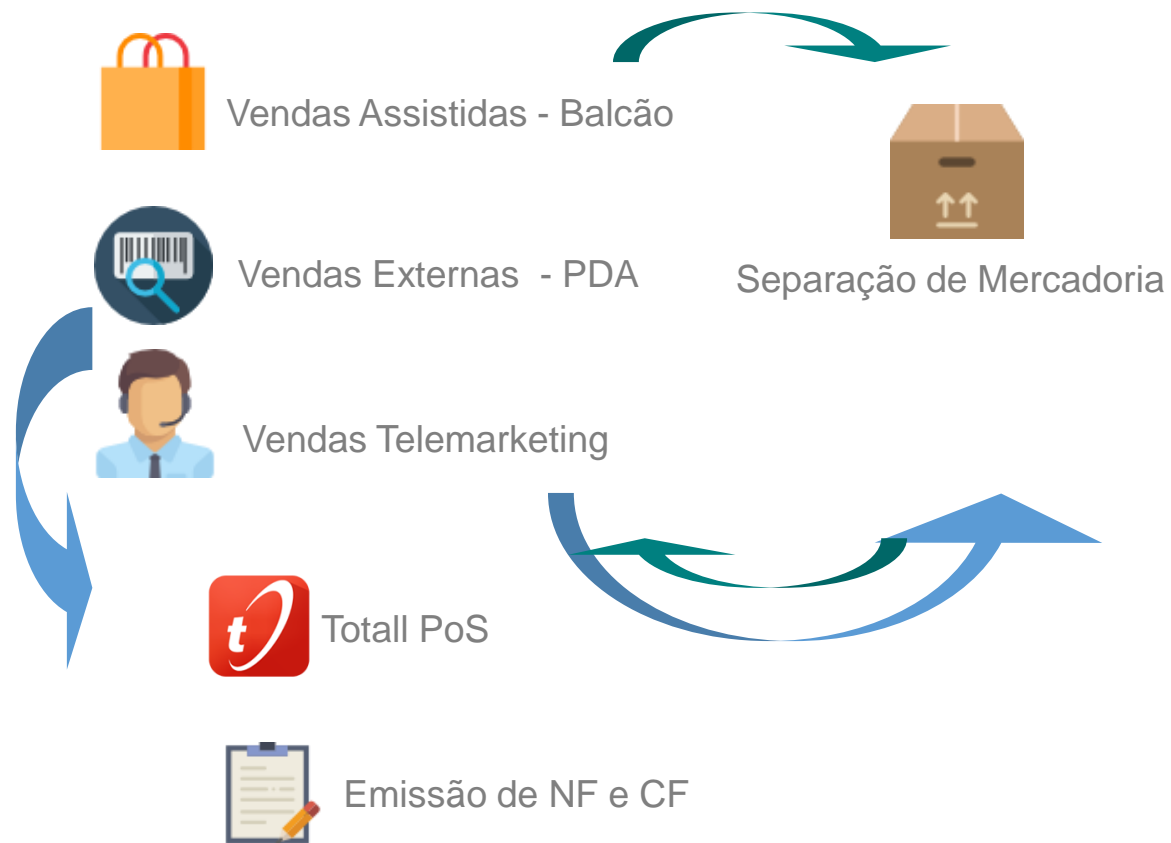 Vendas Assistidas - Balcão
Vendas Externas - PDA
Separação de Mercadoria
Vendas Telemarketing
t
Totall PoS
Emissão de NF e CF